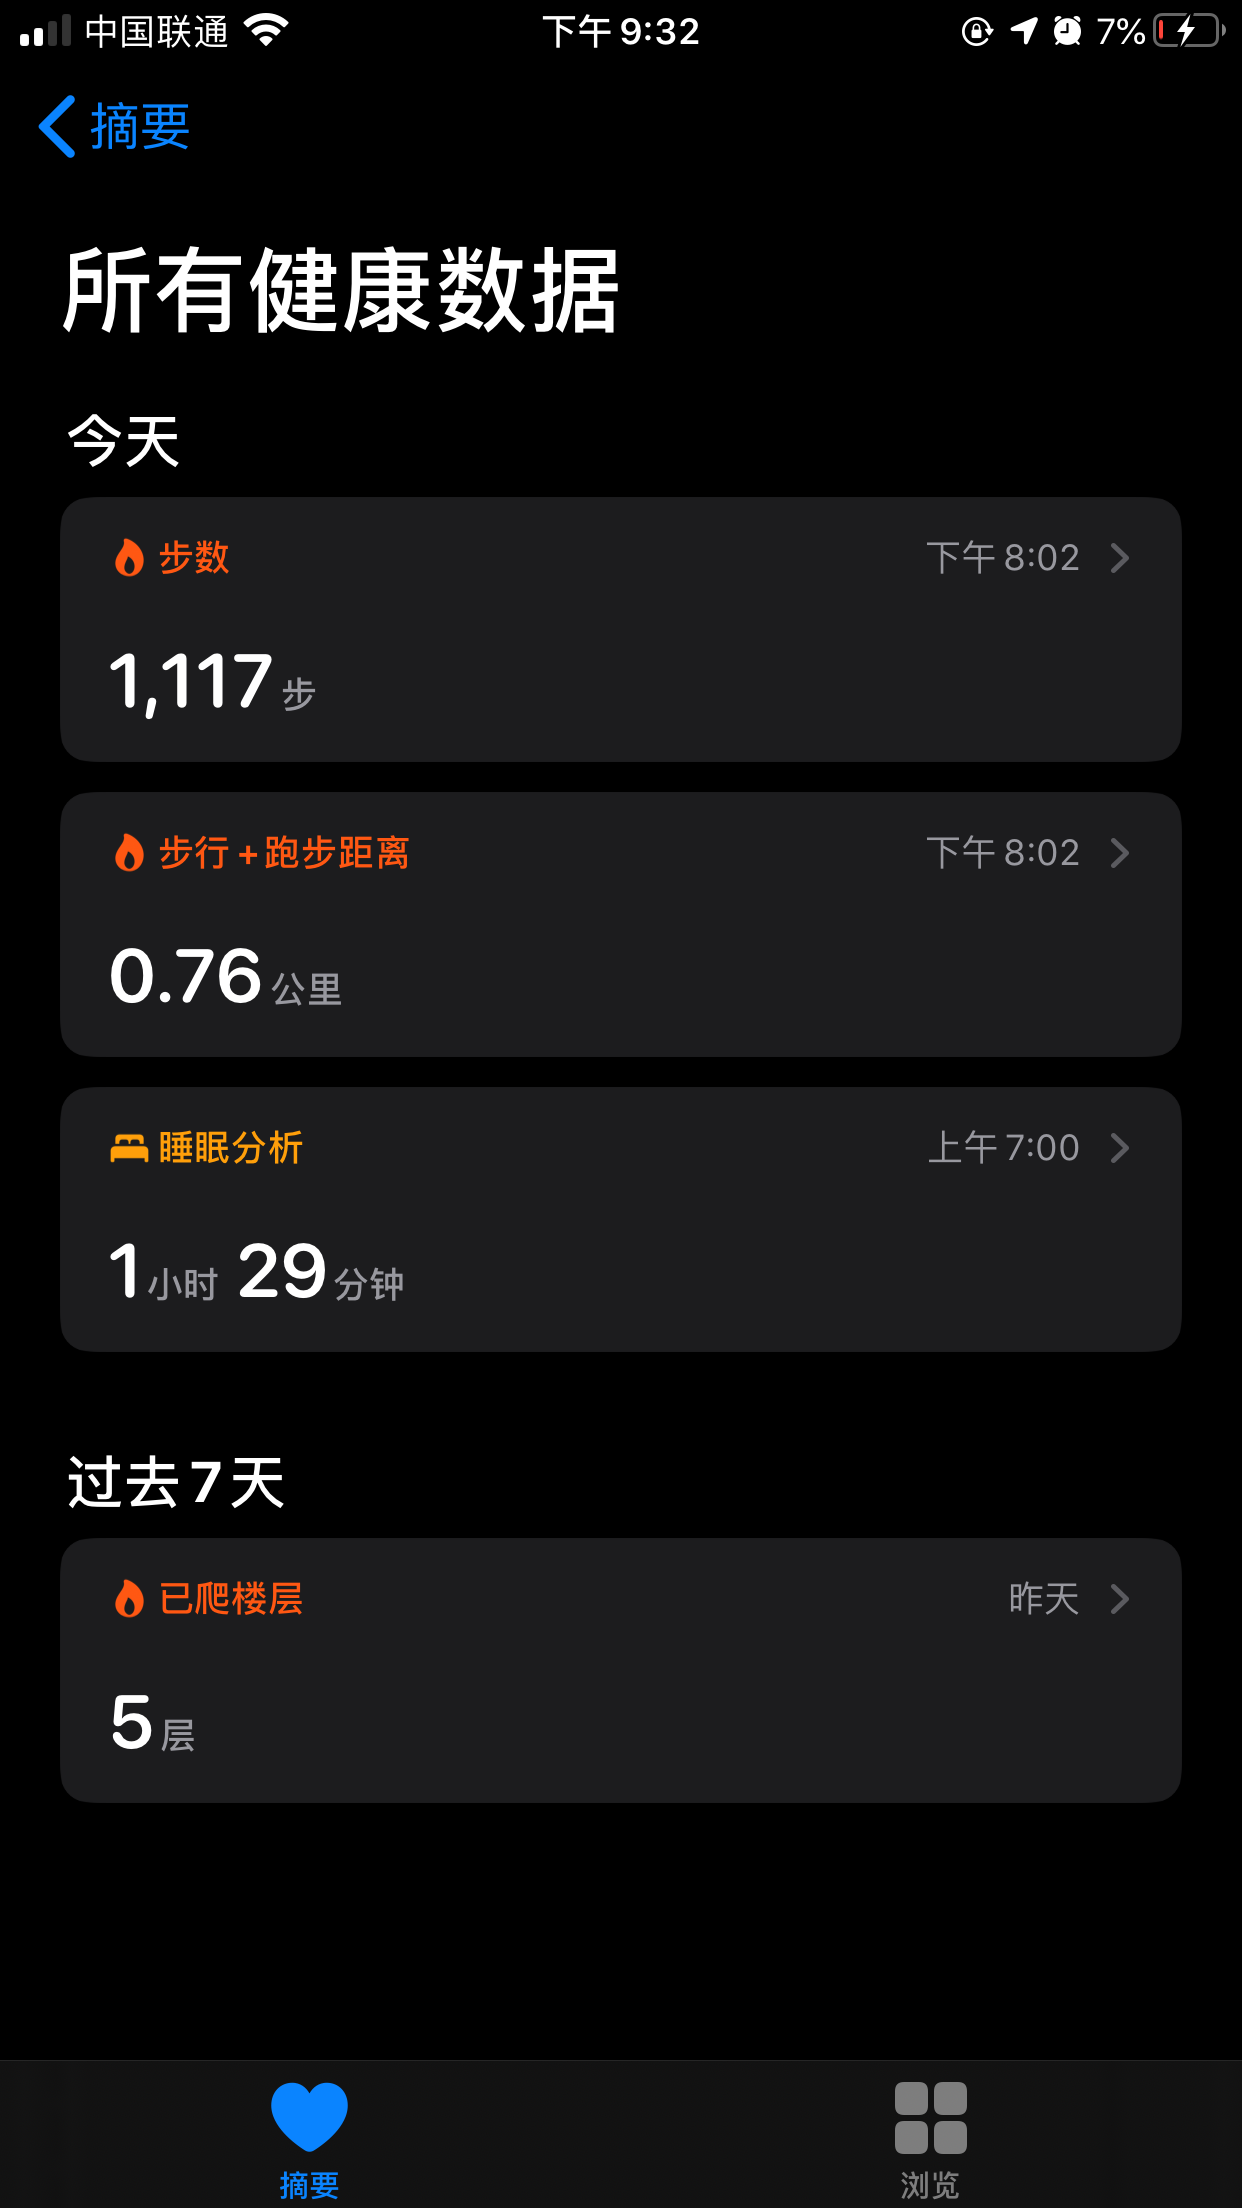 中国联通 下午 9:32 7%
摘要
所有健康数据
今天
步数 下午 8:02
1,117 步
步行 + 跑步距离 下午 8:02
0.76 公里
睡眠分析 上午 7:00
1 小时 29 分钟
过去 7 天
已爬楼层 昨天
5 层
摘要 浏览